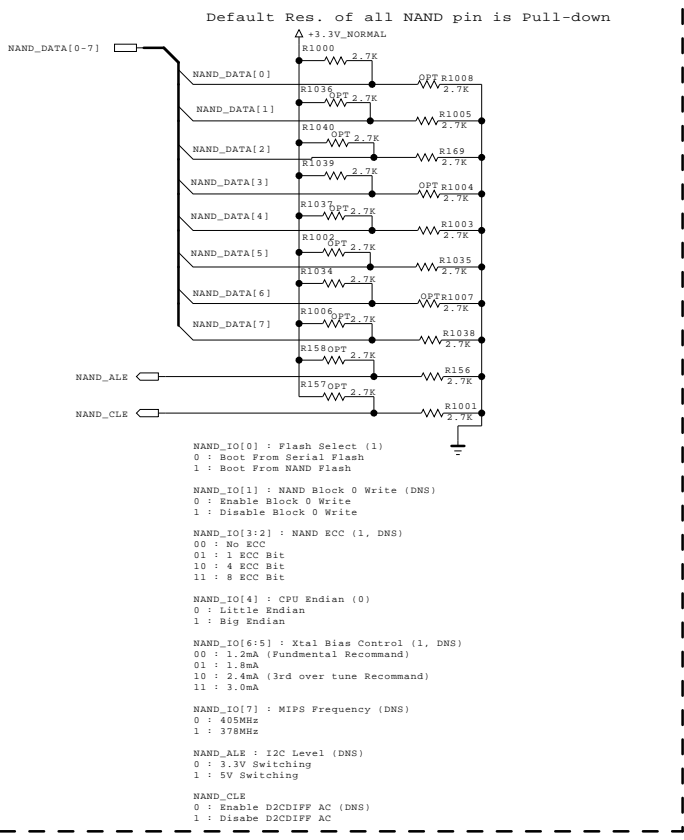 Default Res. of all NAND pin is Pull-down
+3.3V_NORMAL
NAND_DATA[0-7]
R1000
2.7K
NAND_DATA[0]
OPT R1008
2.7K
R1036
OPT 2.7K
NAND_DATA[1]
R1005
2.7K
R1040
OPT 2.7K
NAND_DATA[2]
R169
2.7K
R1039
2.7K
NAND_DATA[3]
OPT R1004
2.7K
R1037
OPT 2.7K
NAND_DATA[4]
R1003
2.7K
R1002
OPT 2.7K
NAND_DATA[5]
R1035
2.7K
R1034
2.7K
NAND_DATA[6]
OPT R1007
2.7K
R1006
OPT 2.7K
NAND_DATA[7]
R1038
2.7K
R158 OPT
2.7K
NAND_ALE
R156
2.7K
R157 OPT
2.7K
NAND_CLE
R1001
2.7K
NAND_IO[0] : Flash Select (1)
0 : Boot From Serial Flash
1 : Boot From NAND Flash
NAND_IO[1] : NAND Block 0 Write (DNS)
0 : Enable Block 0 Write
1 : Disable Block 0 Write
NAND_IO[3:2] : NAND ECC (1, DNS)
00 : No ECC
01 : 1 ECC Bit
10 : 4 ECC Bit
11 : 8 ECC Bit
NAND_IO[4] : CPU Endian (0)
0 : Little Endian
1 : Big Endian
NAND_IO[6:5] : Xtal Bias Control (1, DNS)
00 : 1.2mA (Fundmental Recommand)
01 : 1.8mA
10 : 2.4mA (3rd over tune Recommand)
11 : 3.0mA
NAND_IO[7] : MIPS Frequency (DNS)
0 : 405MHz
1 : 378MHz
NAND_ALE : I2C Level (DNS)
0 : 3.3V Switching
1 : 5V Switching
NAND_CLE
0 : Enable D2CDIFF AC (DNS)
1 : Disabe D2CDIFF AC